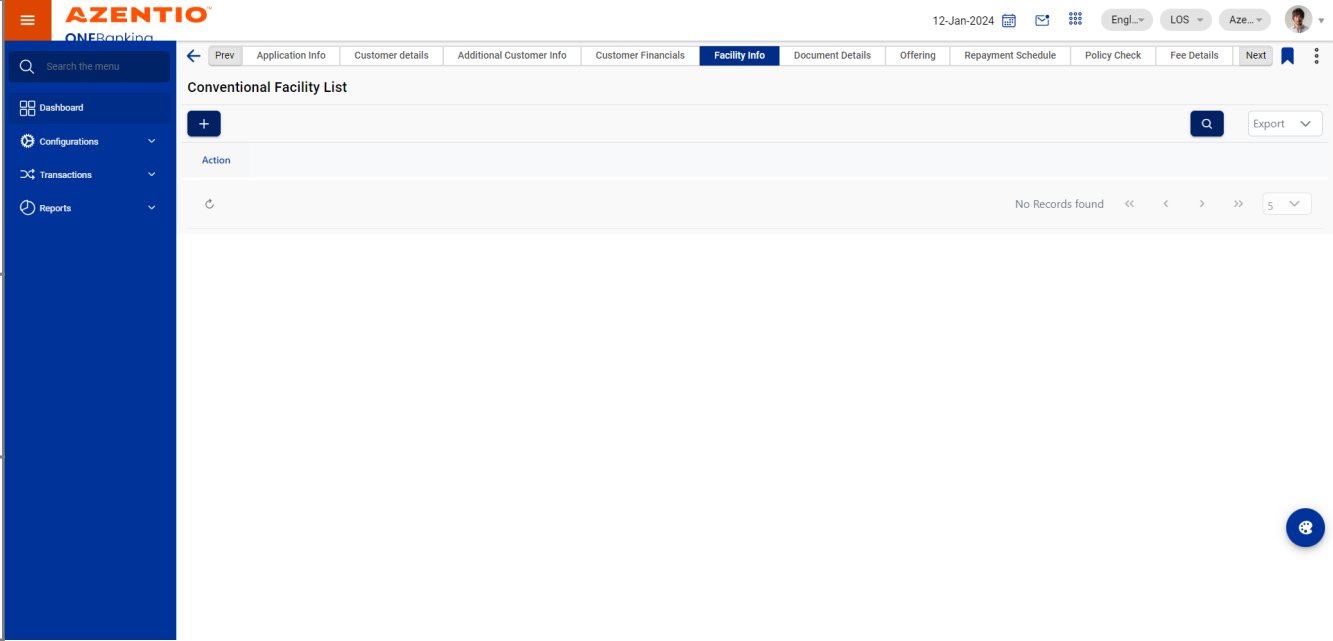 AZENTIO™
ONEBanking
12-Jan-2024
Engl...
LOS
Aze...
Search the menu
Dashboard
Configurations
Transactions
Reports
Prev
Application Info
Customer details
Additional Customer Info
Customer Financials
Facility Info
Document Details
Offering
Repayment Schedule
Policy Check
Fee Details
Next
Conventional Facility List
+
Export
Action
No Records found
5